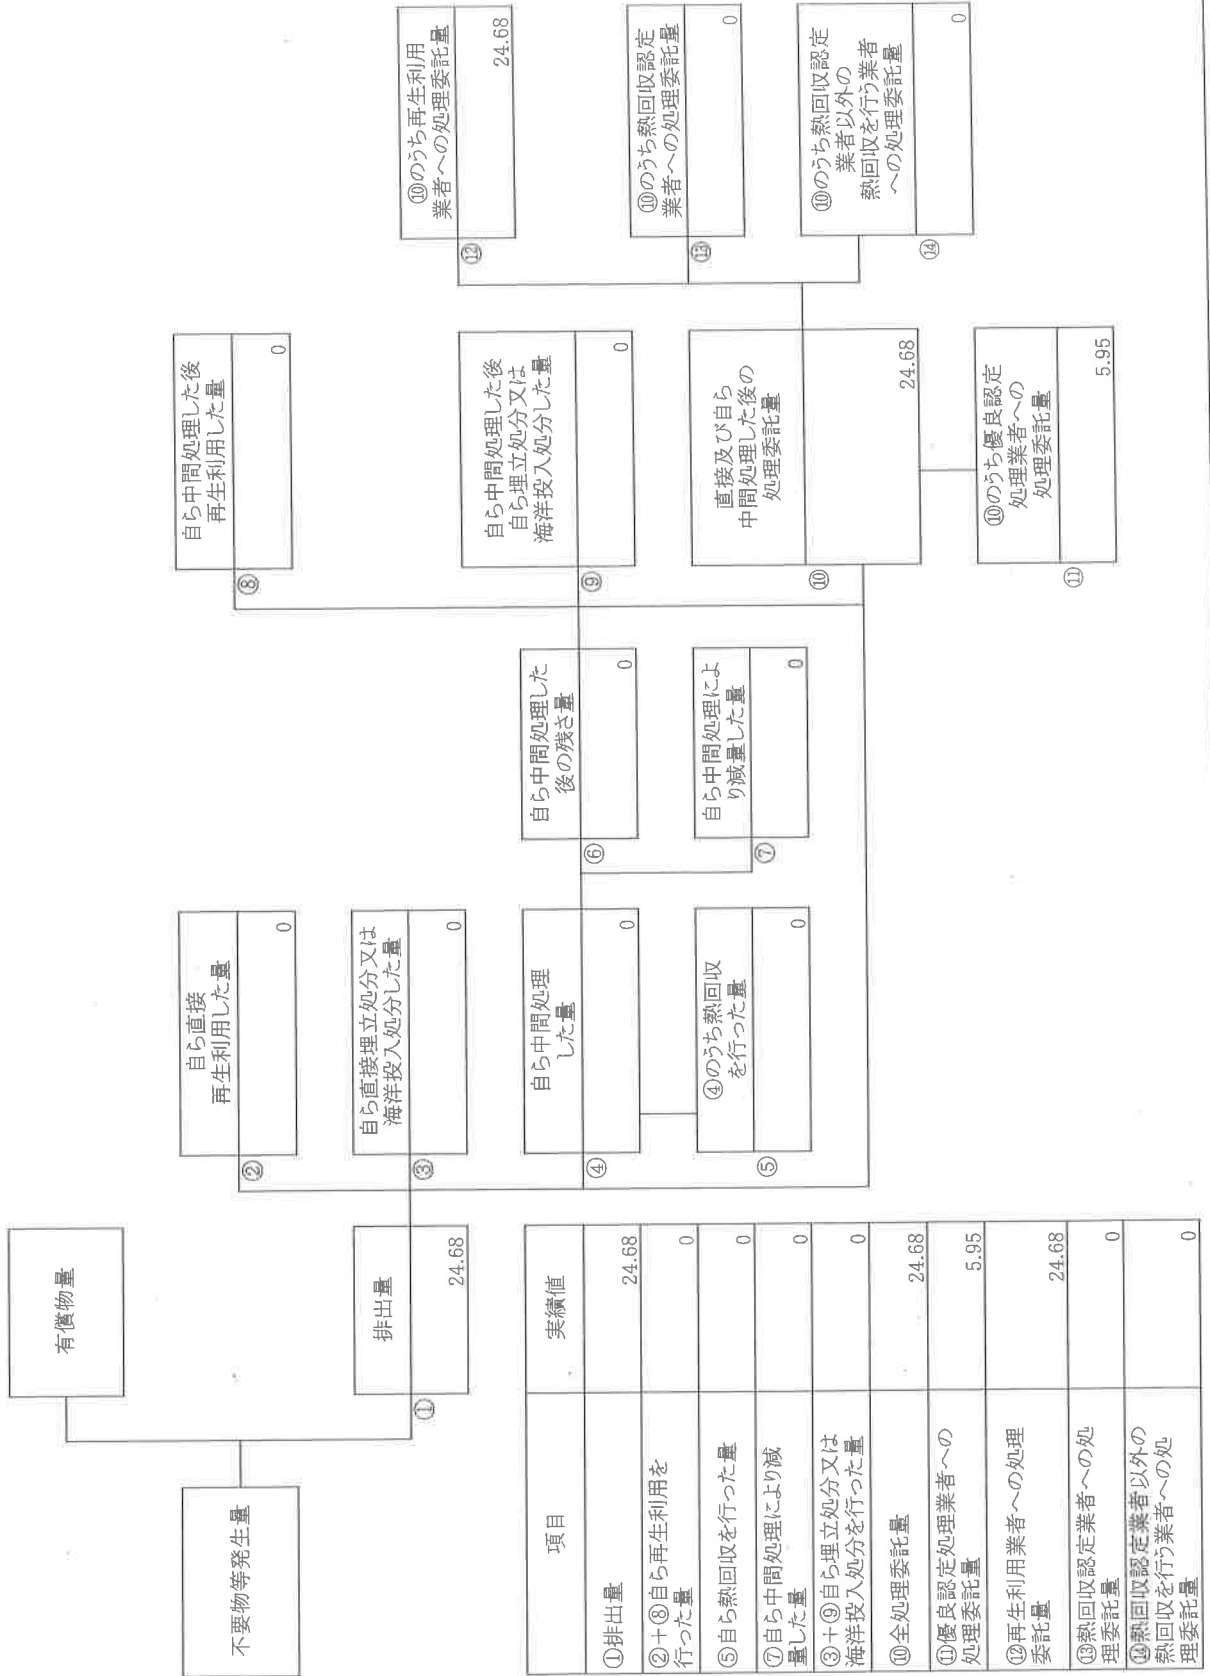 不要物等発生量
有償物量
①
排出量
24.68
②
自ら直接
再生利用した量
0
③
自ら直接埋立処分又は
海洋投入処分した量
0
④
自ら中間処理
した量
0
⑤
④のうち熱回収
を行った量
0
⑥
自ら中間処理した
後の残さ量
0
⑦
自ら中間処理によ
り減量した量
0
⑧
自ら中間処理した後
再生利用した量
0
⑨
自ら中間処理した後
自ら埋立処分又は
海洋投入処分した量
0
⑩
直接及び自ら
中間処理した後の
処理委託量
24.68
⑪
⑩のうち優良認定
処理業者への
処理委託量
5.95
⑫
⑩のうち再生利用
業者への処理委託量
24.68
⑬
⑩のうち熱回収認定
業者への処理委託量
0
⑭
⑩のうち熱回収認定
業者以外の
熱回収を行う業者
への処理委託量
0
項目 実績値
①排出量 24.68
②+⑧自ら再生利用を
行った量 0
⑤自ら熱回収を行った量 0
⑦自ら中間処理により減
量した量 0
③+⑨自ら埋立処分又は
海洋投入処分を行った量 0
⑩全処理委託量 24.68
⑪優良認定処理業者への
処理委託量 5.95
⑫再生利用業者への処理
委託量 24.68
⑬熱回収認定業者への処
理委託量 0
⑭熱回収認定業者以外の
熱回収を行う業者への処
理委託量 0